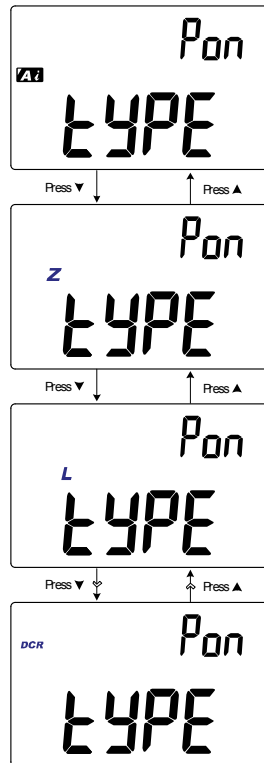 Pon
Ai
tYPE
Press ▼ Press ▲
Pon
Z
tYPE
Press ▼ Press ▲
Pon
L
tYPE
Press ▼ Press ▲
Pon
DCR
tYPE